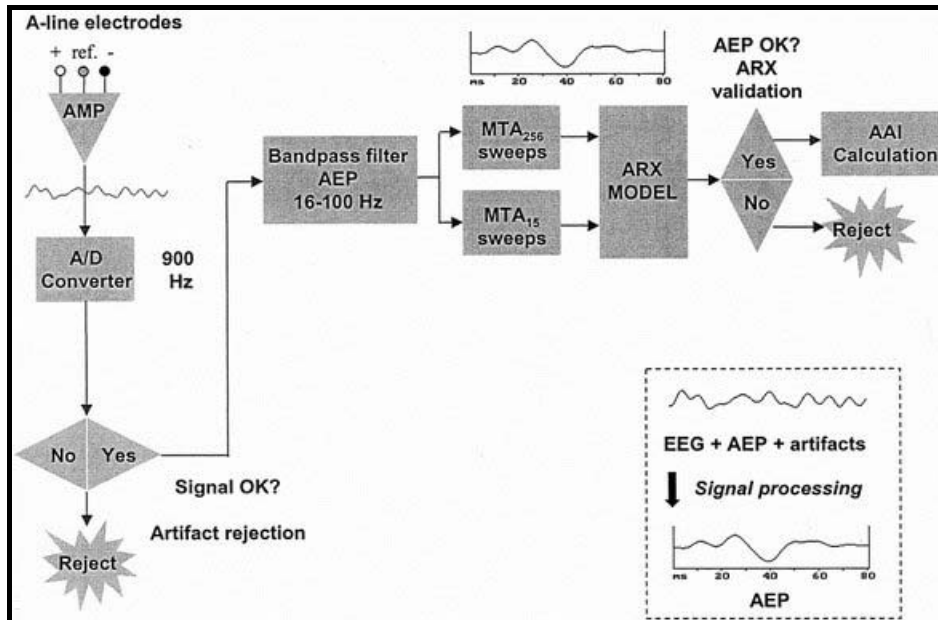 A-line electrodes
+ ref. -
AMP
A/D
Converter
900
Hz
No
Yes
Signal OK?
Artifact rejection
Reject
Bandpass filter
AEP
16-100 Hz
MTA256
sweeps
MTA15
sweeps
ms 20 40 60 80
ARX
MODEL
AEP OK?
ARX
validation
Yes
No
AAI
Calculation
Reject
EEG + AEP + artifacts
Signal processing
ms 20 40 60 80
AEP